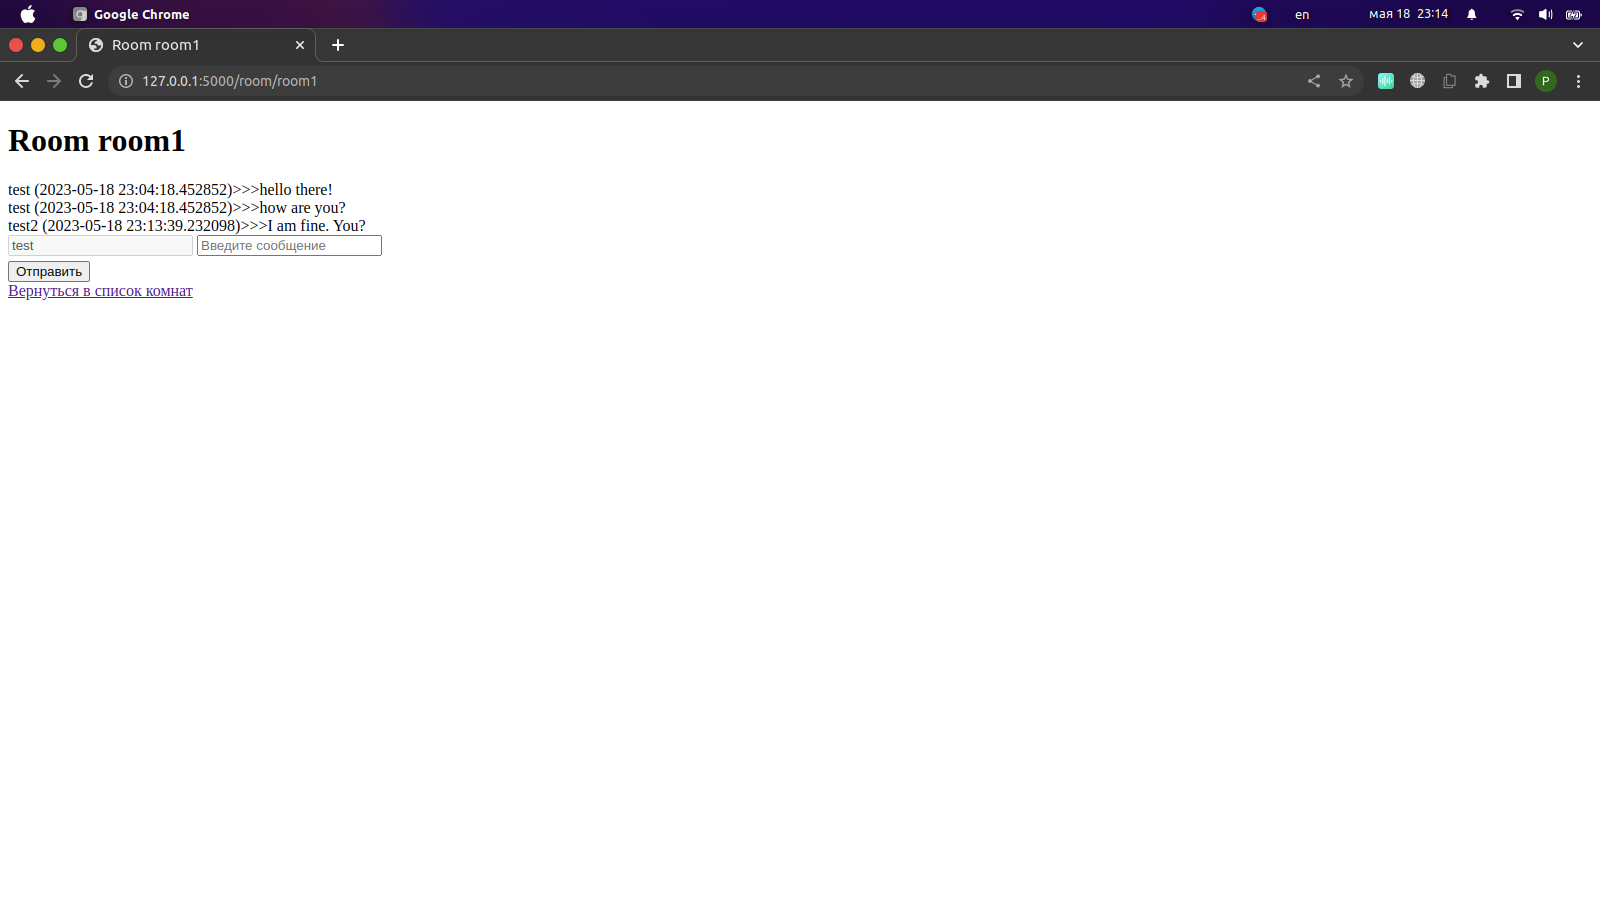 Google Chrome
en
мая 18 23:14
Room room1
127.0.0.1:5000/room/room1
P
Room room1
test (2023-05-18 23:04:18.452852)>>>hello there!
test (2023-05-18 23:04:18.452852)>>>how are you?
test2 (2023-05-18 23:13:39.232098)>>>I am fine. You?
test Введите сообщение
Отправить
Вернуться в список комнат